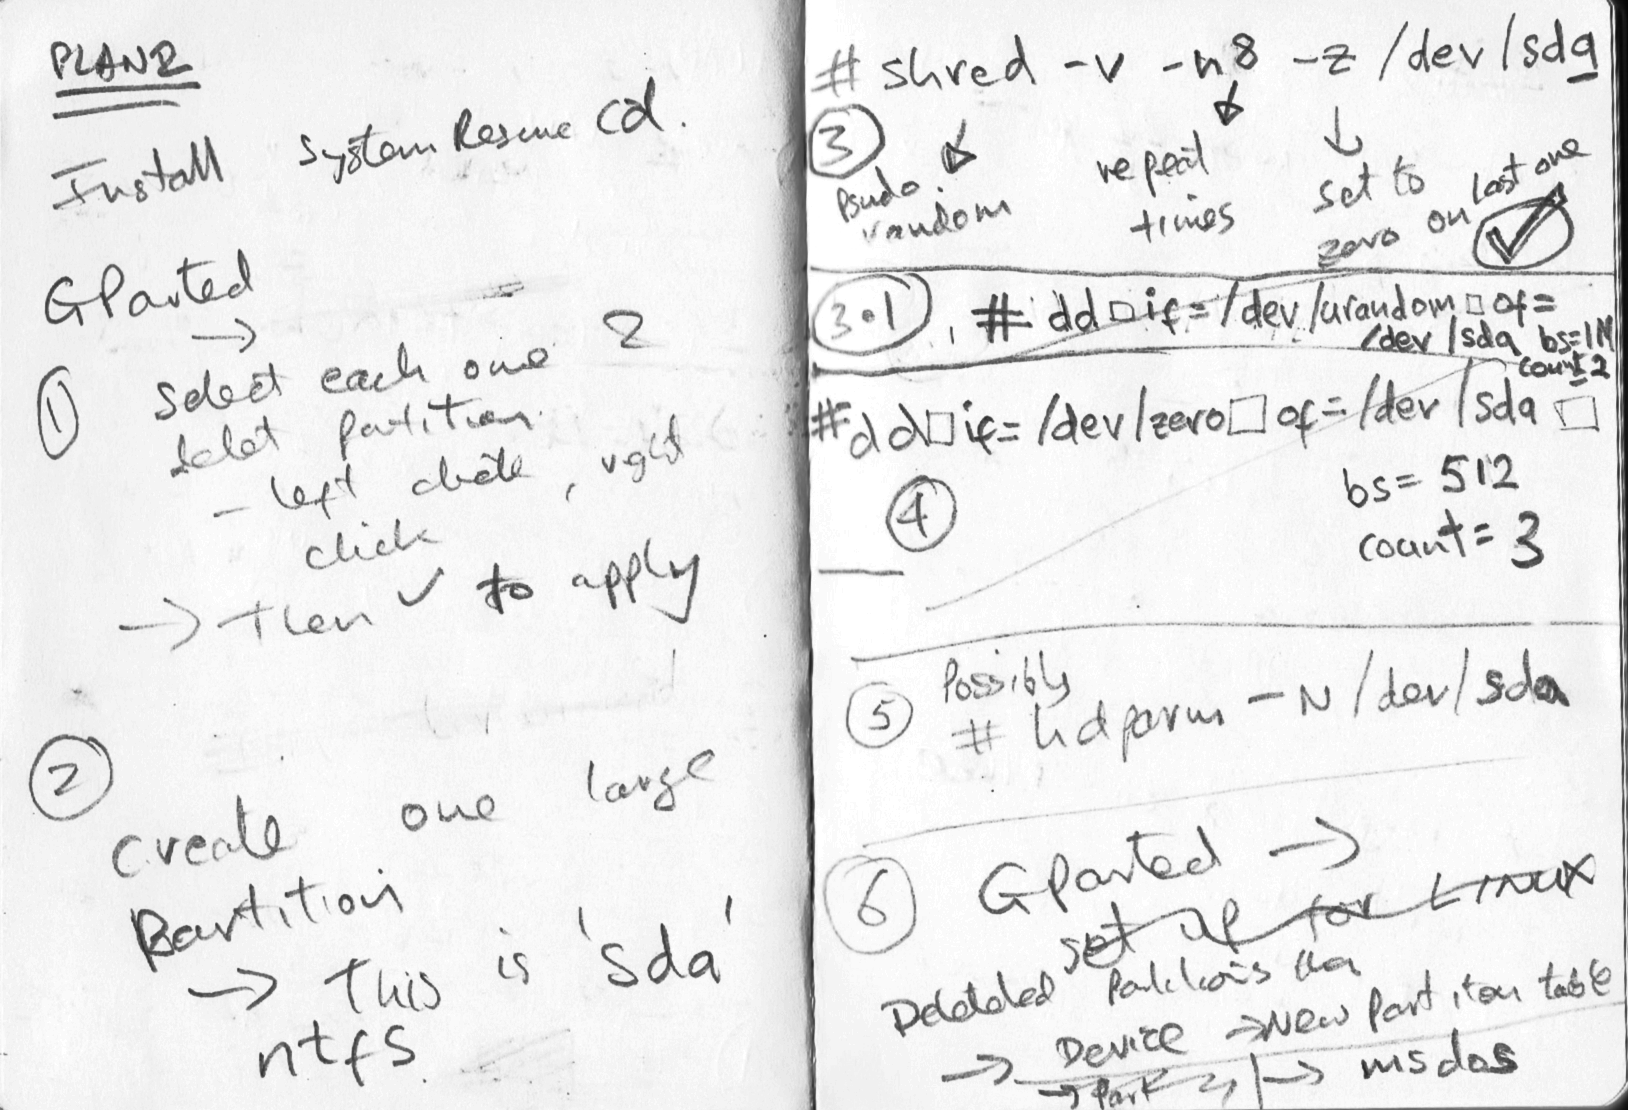 PLAN2
Install System Rescue Cd.
GParted
→
① Select each one &
delet partition.
– left click, right
click
→ Then ✓ to apply
②
Create one large
Partition
→ This is 'sda'
ntfs
# shred -v -n8 -z /dev/sda
③
Psudo random
repeat times
set to zero on last one
3.1, # dd□if=/dev/urandom□of=
/dev/sda bs=1M
count=2
# dd□if=/dev/zero□of=/dev/sda□
④
bs=512
count=3
⑤ Possibly
# hdparm -N /dev/sda
⑥ GParted →
set up for LINUX
Deleted Partitions
→ Device → New Partition table
→ Part
→ msdos